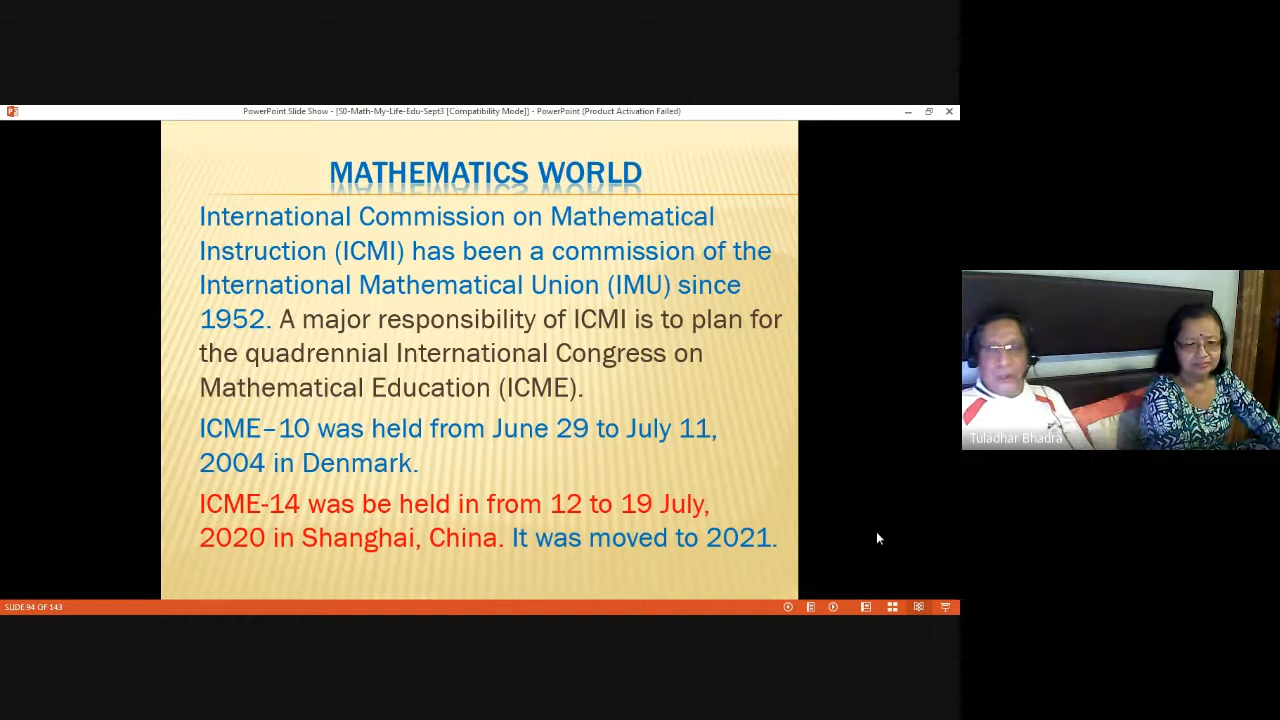 PowerPoint Slide Show - [S0-Math-My-Life-Edu-Sept3 [Compatibility Mode]] - PowerPoint (Product Activation Failed)
MATHEMATICS WORLD
International Commission on Mathematical
Instruction (ICMI) has been a commission of the
International Mathematical Union (IMU) since
1952. A major responsibility of ICMI is to plan for
the quadrennial International Congress on
Mathematical Education (ICME).
ICME–10 was held from June 29 to July 11,
2004 in Denmark.
ICME-14 was be held in from 12 to 19 July,
2020 in Shanghai, China. It was moved to 2021.
Tuladhar Bhadra
SLIDE 94 OF 143